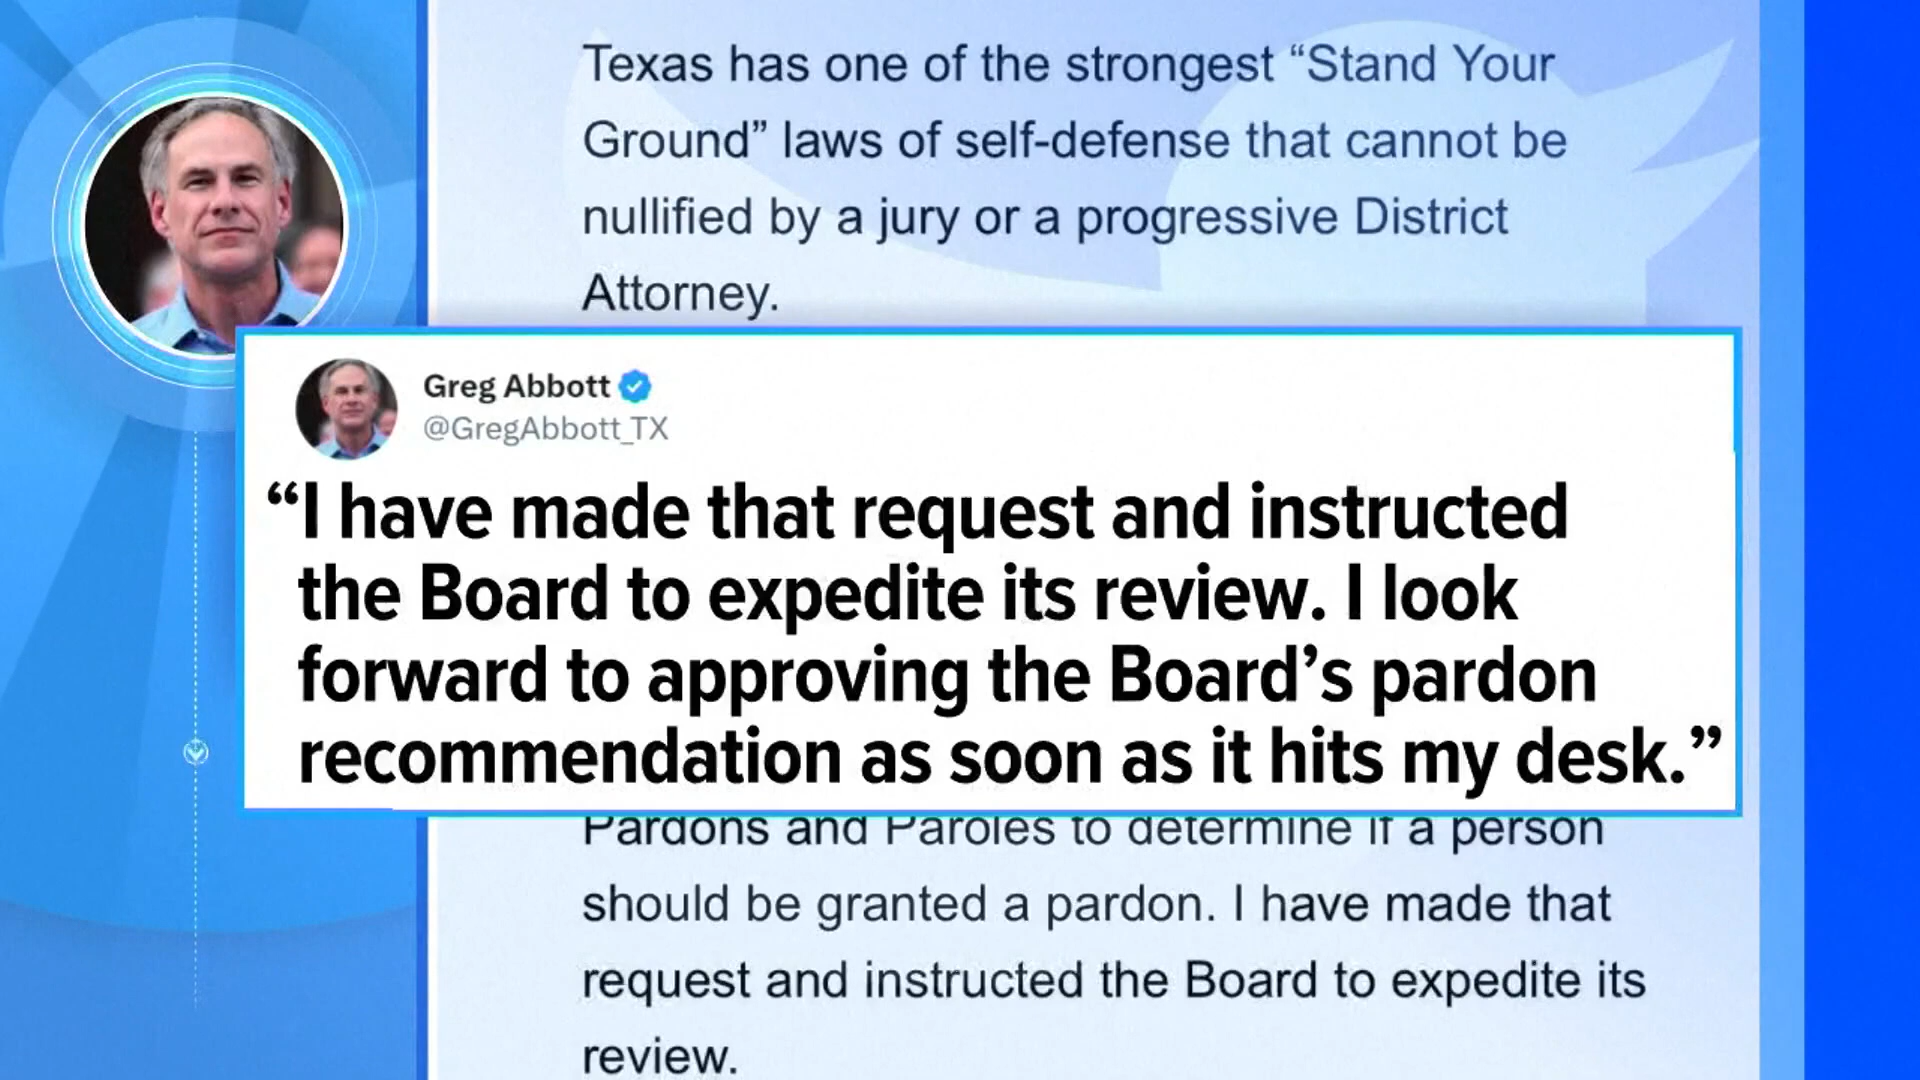 Texas has one of the strongest “Stand Your
Ground” laws of self-defense that cannot be
nullified by a jury or a progressive District
Attorney.
Greg Abbott
@GregAbbott_TX
“I have made that request and instructed
the Board to expedite its review. I look
forward to approving the Board’s pardon
recommendation as soon as it hits my desk.”
Pardons and Paroles to determine if a person
should be granted a pardon. I have made that
request and instructed the Board to expedite its
review.